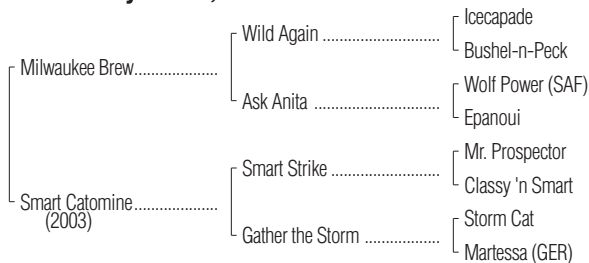 Icecapade
Wild Again ..............................
Bushel-n-Peck
Milwaukee Brew.....................
Wolf Power (SAF)
Ask Anita ................................
Epanoui
Mr. Prospector
Smart Strike ............................
Classy 'n Smart
Smart Catomine.....................
(2003)
Storm Cat
Gather the Storm ...................
Martessa (GER)